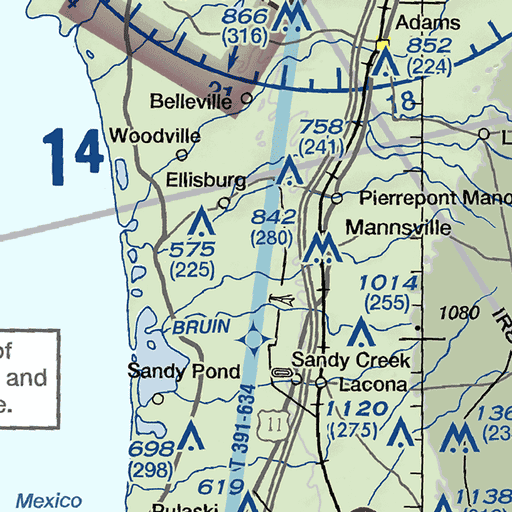 866
(316)
Adams
852
(224)
21
18
Belleville
14
Woodville
758
(241)
Ellisburg
Pierrepont
842
(280)
Mannsville
575
(225)
1014
(255)
1080
BRUIN
of
and
e.
Sandy Pond
Sandy Creek
Lacona
T 391-634
11
1120
(275)
698
(298)
619
Mexico
Pulaski
1138